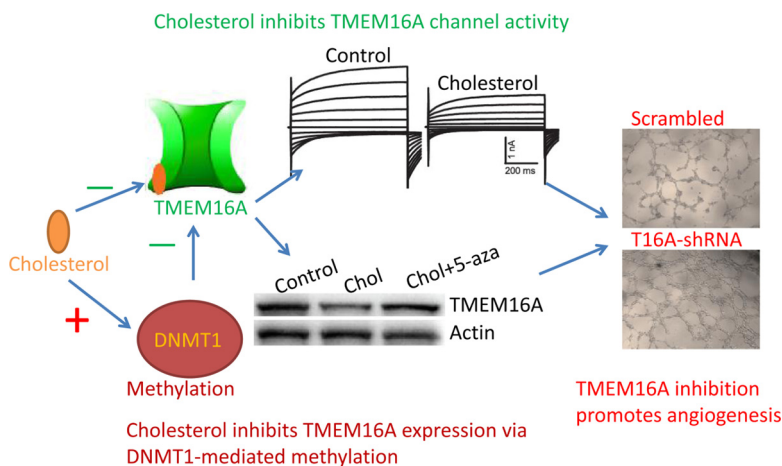 Cholesterol inhibits TMEM16A channel activity
Control
Cholesterol
1 nA
200 ms
Scrambled
TMEM16A
T16A-shRNA
Cholesterol
Control
Chol
Chol+5-aza
TMEM16A
Actin
DNMT1
Methylation
TMEM16A inhibition
promotes angiogenesis
Cholesterol inhibits TMEM16A expression via
DNMT1-mediated methylation